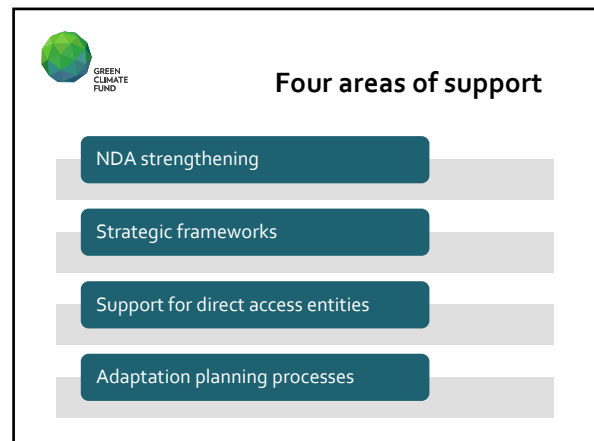 GREEN
CLIMATE
FUND
Four areas of support
NDA strengthening
Strategic frameworks
Support for direct access entities
Adaptation planning processes